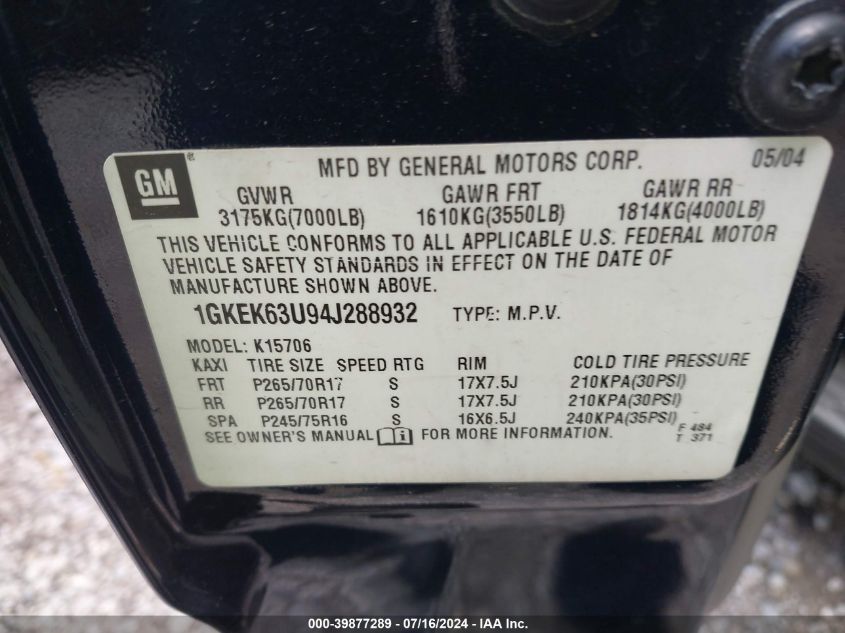 GM
MFD BY GENERAL MOTORS CORP. 05/04
GVWR GAWR FRT GAWR RR
3175KG(7000LB) 1610KG(3550LB) 1814KG(4000LB)
THIS VEHICLE CONFORMS TO ALL APPLICABLE U.S. FEDERAL MOTOR
VEHICLE SAFETY STANDARDS IN EFFECT ON THE DATE OF
MANUFACTURE SHOWN ABOVE.
1GKEK63U94J288932 TYPE: M.P.V.
MODEL: K15706
KAXI TIRE SIZE SPEED RTG RIM COLD TIRE PRESSURE
FRT P265/70R17 S 17X7.5J 210KPA(30PSI)
RR P265/70R17 S 17X7.5J 210KPA(30PSI)
SPA P245/75R16 S 16X6.5J 240KPA(35PSI)
SEE OWNER'S MANUAL i FOR MORE INFORMATION. F 484
T 371
000-39877289 | 07/16/2024 | IAA Inc.